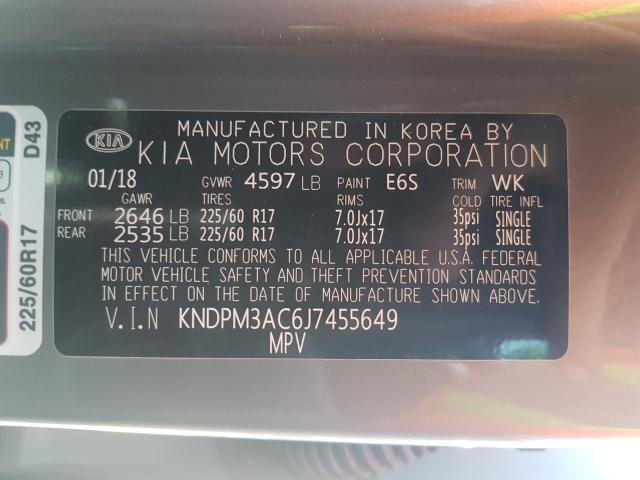 KIA
MANUFACTURED IN KOREA BY
KIA MOTORS CORPORATION
01/18 GVWR 4597 LB PAINT E6S TRIM WK
GAWR TIRES RIMS COLD TIRE INFL
FRONT 2646 LB 225/60 R17 7.0Jx17 35psi SINGLE
REAR 2535 LB 225/60 R17 7.0Jx17 35psi SINGLE
THIS VEHICLE CONFORMS TO ALL APPLICABLE U.S.A. FEDERAL
MOTOR VEHICLE SAFETY AND THEFT PREVENTION STANDARDS
IN EFFECT ON THE DATE OF MANUFACTURE SHOWN ABOVE.
V.I.N KNDPM3AC6J7455649
MPV
D43
225/60R17